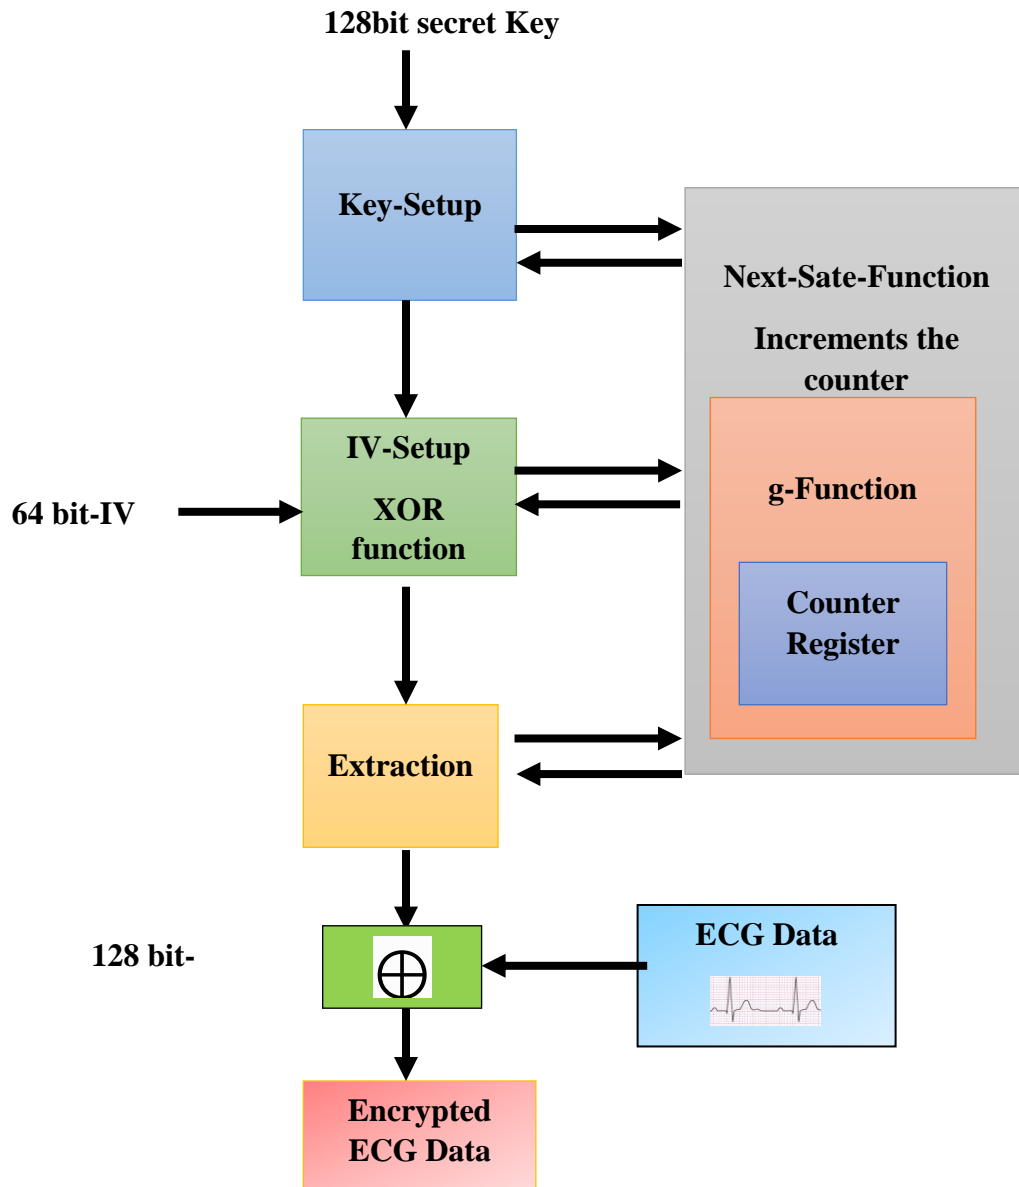 128bit secret Key
Key-Setup
Next-Sate-Function
Increments the
counter
IV-Setup
XOR
function
64 bit-IV
g-Function
Counter
Register
Extraction
128 bit-
ECG Data
Encrypted
ECG Data